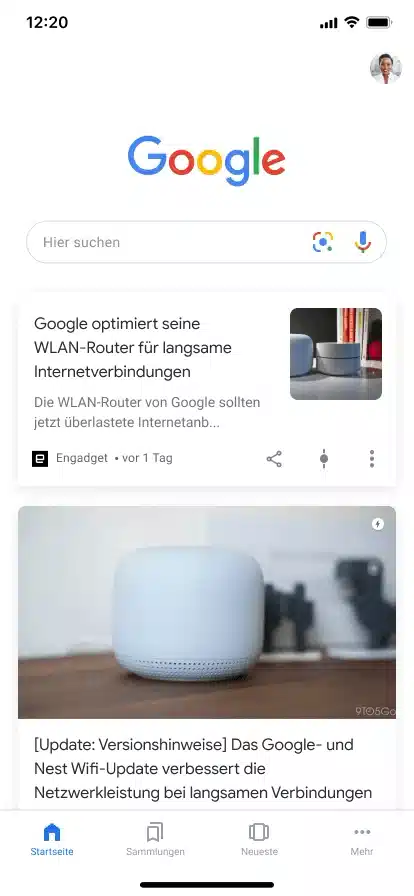 12:20
Google
Hier suchen
Google optimiert seine
WLAN-Router für langsame
Internetverbindungen
Die WLAN-Router von Google sollten
jetzt überlastete Internetanb...
Engadget • vor 1 Tag
9TO5Go
[Update: Versionshinweise] Das Google- und
Nest Wifi-Update verbessert die
Netzwerkleistung bei langsamen Verbindungen
Startseite
Sammlungen
Neueste
Mehr